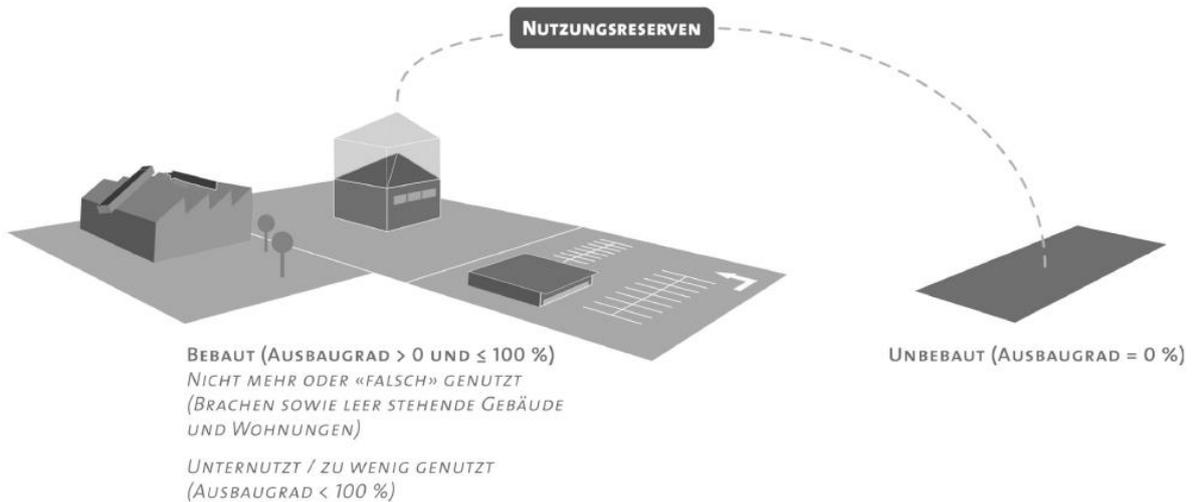 NUTZUNGSRESERVEN
BEBAUT (AUSBAUGRAD > 0 UND ≤ 100 %)
NICHT MEHR ODER «FALSCH» GENUTZT
(BRACHEN SOWIE LEER STEHENDE GEBÄUDE
UND WOHNUNGEN)
UNTERNUTZT / ZU WENIG GENUTZT
(AUSBAUGRAD < 100 %)
UNBEBAUT (AUSBAUGRAD = 0 %)